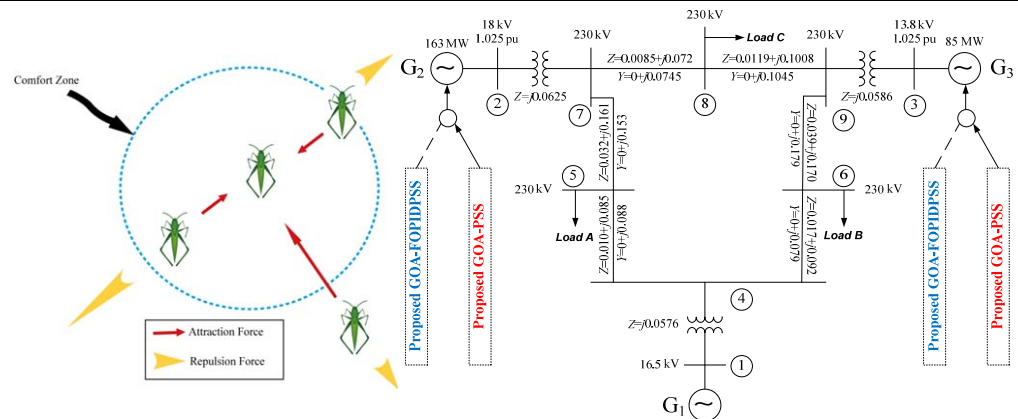 Comfort Zone
Attraction Force
Repulsion Force
163 MW
G2
18 kV
1.025 pu
2
Z=j0.0625
230 kV
7
Z=0.0085+j0.072
Y=0+j0.0745
230 kV
Load C
8
Z=0.0119+j0.1008
Y=0+j0.1045
230 kV
9
Z=j0.0586
13.8 kV
1.025 pu
3
85 MW
G3
Z=0.032+j0.161
Y=0+j0.153
Z=0.039+j0.170
Y=0+j0.179
5
230 kV
Load A
Z=0.010+j0.085
Y=0+j0.088
6
230 kV
Load B
Z=0.017+j0.092
Y=0+j0.079
4
Z=j0.0576
16.5 kV
1
G1
Proposed GOA-FOPIDPSS
Proposed GOA-PSS
Proposed GOA-FOPIDPSS
Proposed GOA-PSS